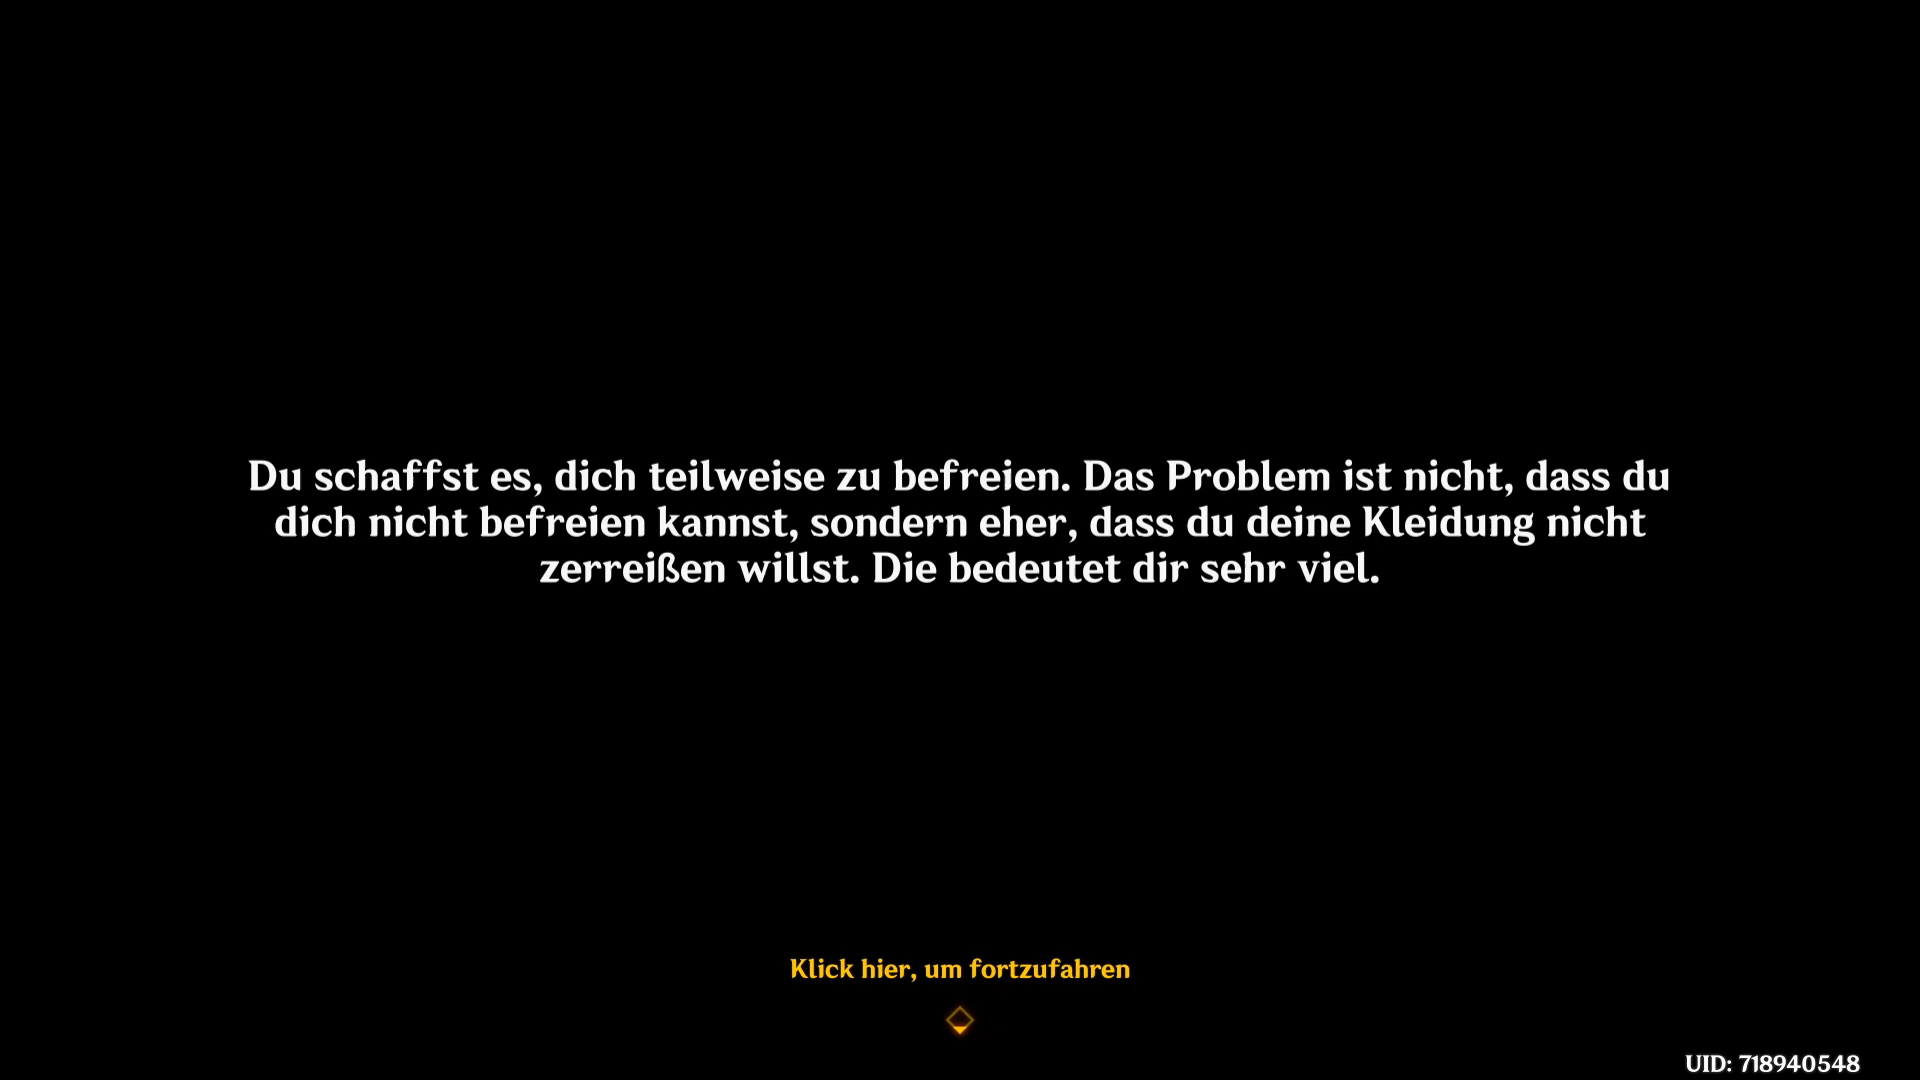 Du schaffst es, dich teilweise zu befreien. Das Problem ist nicht, dass du
dich nicht befreien kannst, sondern eher, dass du deine Kleidung nicht
zerreißen willst. Die bedeutet dir sehr viel.
Klick hier, um fortzufahren
UID: 718940548